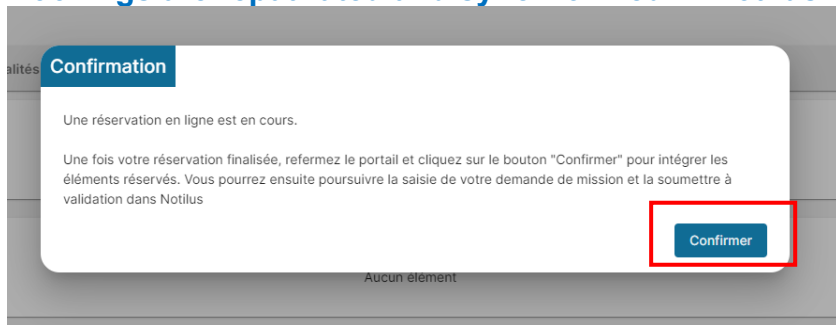 alités
Confirmation
Une réservation en ligne est en cours.
Une fois votre réservation finalisée, refermez le portail et cliquez sur le bouton "Confirmer" pour intégrer les
éléments réservés. Vous pourrez ensuite poursuivre la saisie de votre demande de mission et la soumettre à
validation dans Notilus
Confirmer
Aucun élément